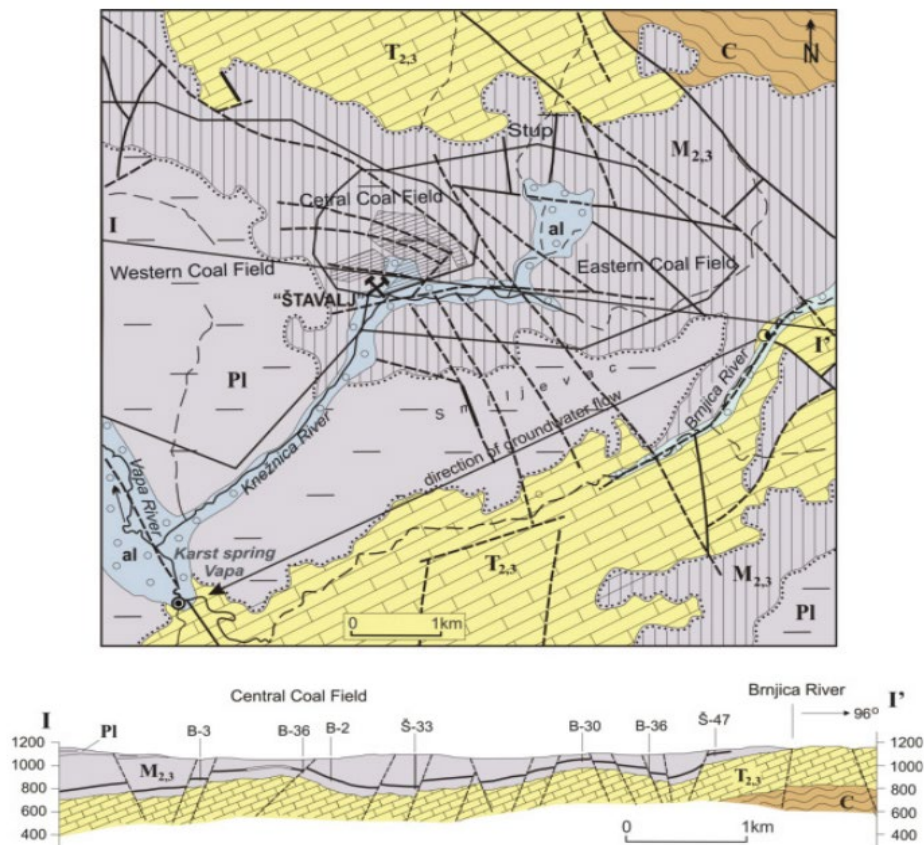 T2,3
C
N
Stup
M2,3
Cetral Coal Field
I
al
Western Coal Field
Eastern Coal Field
"ŠTAVALJ"
I'
Pl
Smiljevac
Brnjica River
direction of groundwater flow
Knežnica River
Vapa River
al
Karst spring
Vapa
T2,3
M2,3
Pl
0 1km
Central Coal Field
Brnjica River
I
I'
Pl
B-3
B-36
B-2
Š-33
B-30
B-36
Š-47
96°
1200
1000
800
600
400
M2,3
T2,3
C
1200
1000
800
600
400
0 1km